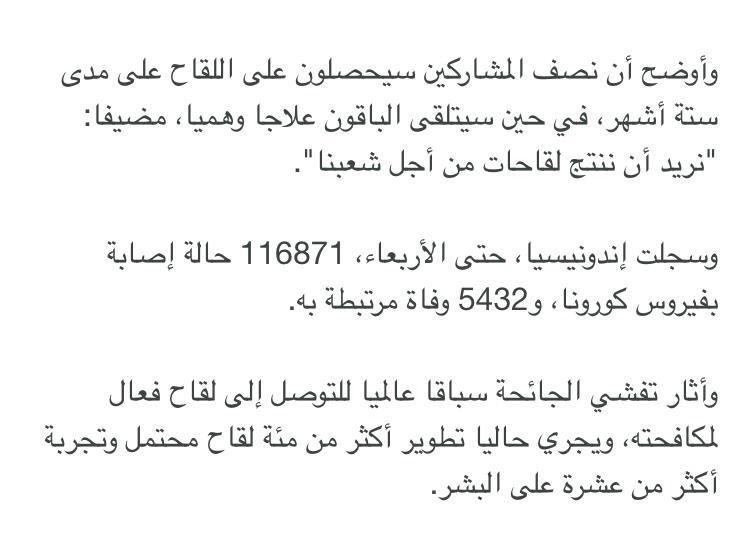 وأوضح أن نصف المشاركين سيحصلون على اللقاح على مدى
ستة أشهر، في حين سيتلقى الباقون علاجا وهميا، مضيفا:
"نريد أن ننتج لقاحات من أجل شعبنا".
وسجلت إندونيسيا، حتى الأربعاء، 116871 حالة إصابة
بفيروس كورونا، و5432 وفاة مرتبطة به.
وأثار تفشي الجائحة سباقا عالميا للتوصل إلى لقاح فعال
لمكافحته، ويجري حاليا تطوير أكثر من مئة لقاح محتمل وتجربة
أكثر من عشرة على البشر.